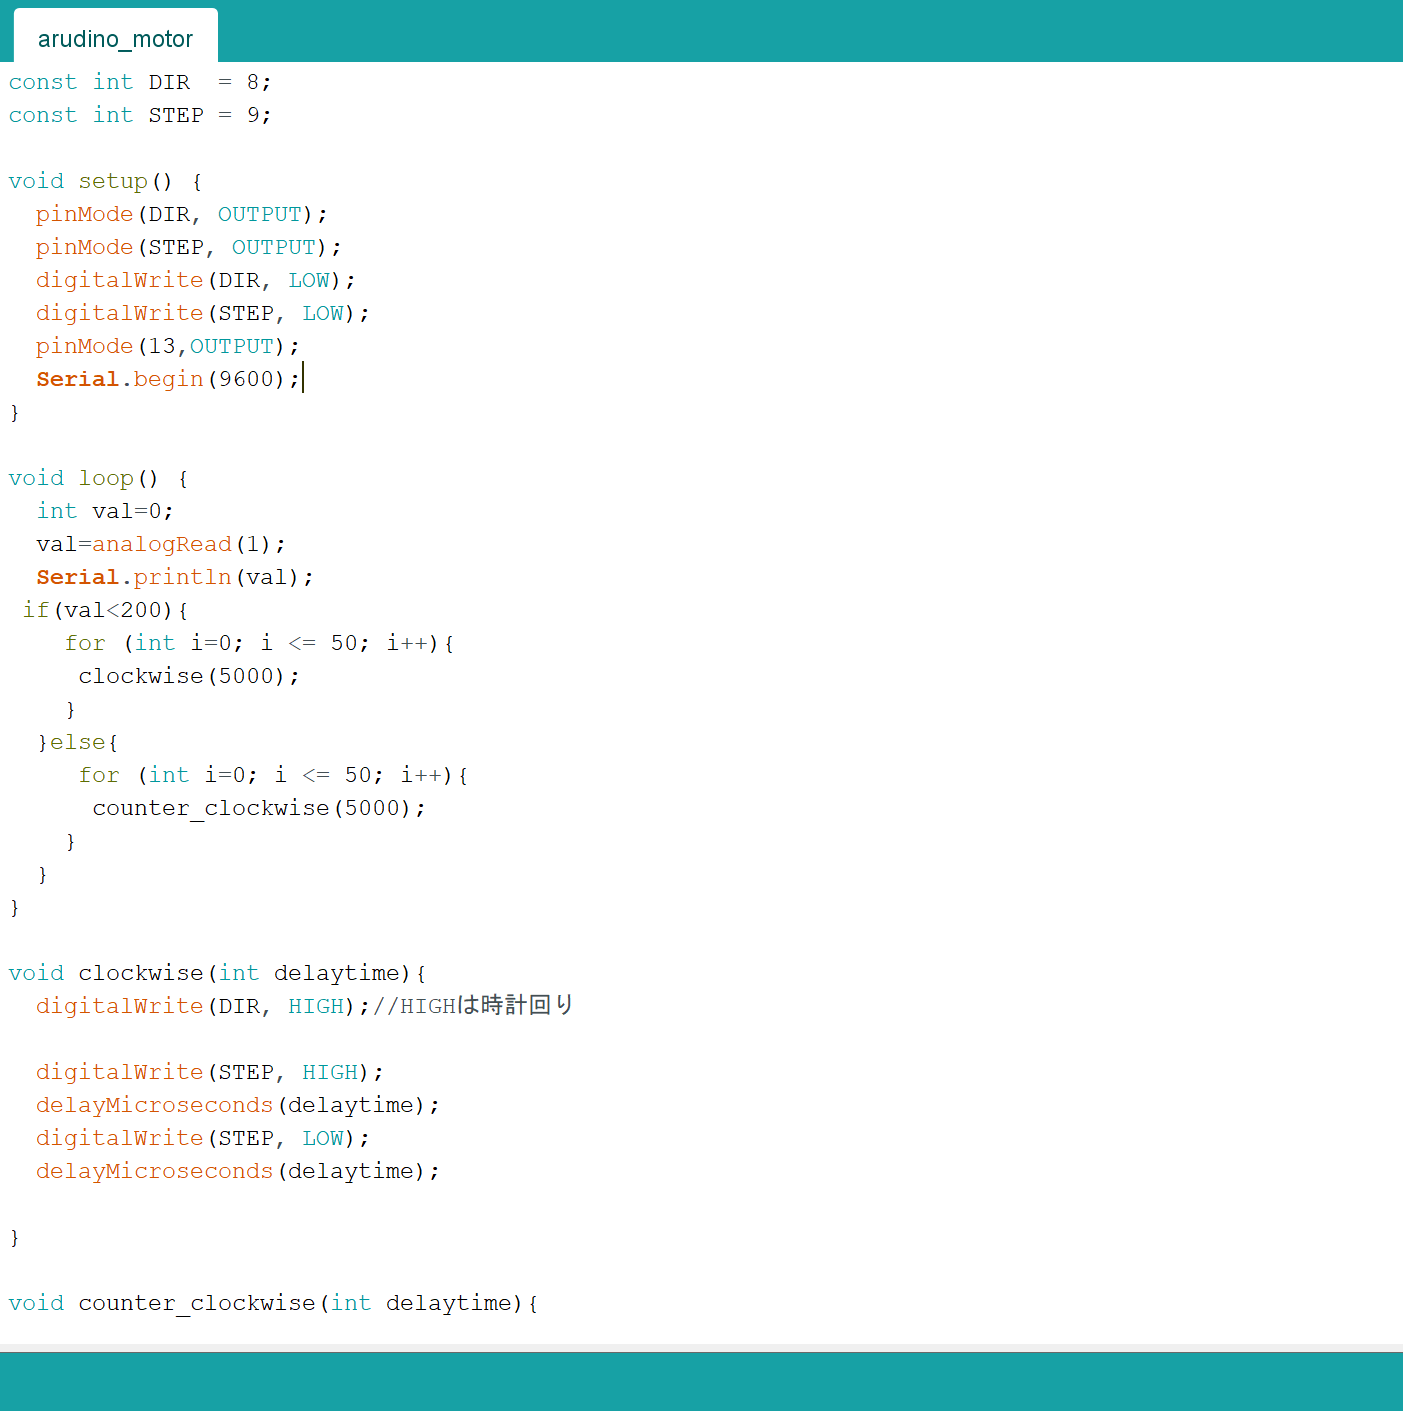 arudino_motor
const int DIR  = 8;
const int STEP = 9;
void setup() {
  pinMode(DIR, OUTPUT);
  pinMode(STEP, OUTPUT);
  digitalWrite(DIR, LOW);
  digitalWrite(STEP, LOW);
  pinMode(13,OUTPUT);
  Serial.begin(9600);
}
void loop() {
  int val=0;
  val=analogRead(1);
  Serial.println(val);
 if(val<200){
    for (int i=0; i <= 50; i++){
     clockwise(5000);
    }
  }else{
     for (int i=0; i <= 50; i++){
      counter_clockwise(5000);
    }
  }
}
void clockwise(int delaytime){
  digitalWrite(DIR, HIGH);//HIGHは時計回り
  digitalWrite(STEP, HIGH);
  delayMicroseconds(delaytime);
  digitalWrite(STEP, LOW);
  delayMicroseconds(delaytime);
}
void counter_clockwise(int delaytime){